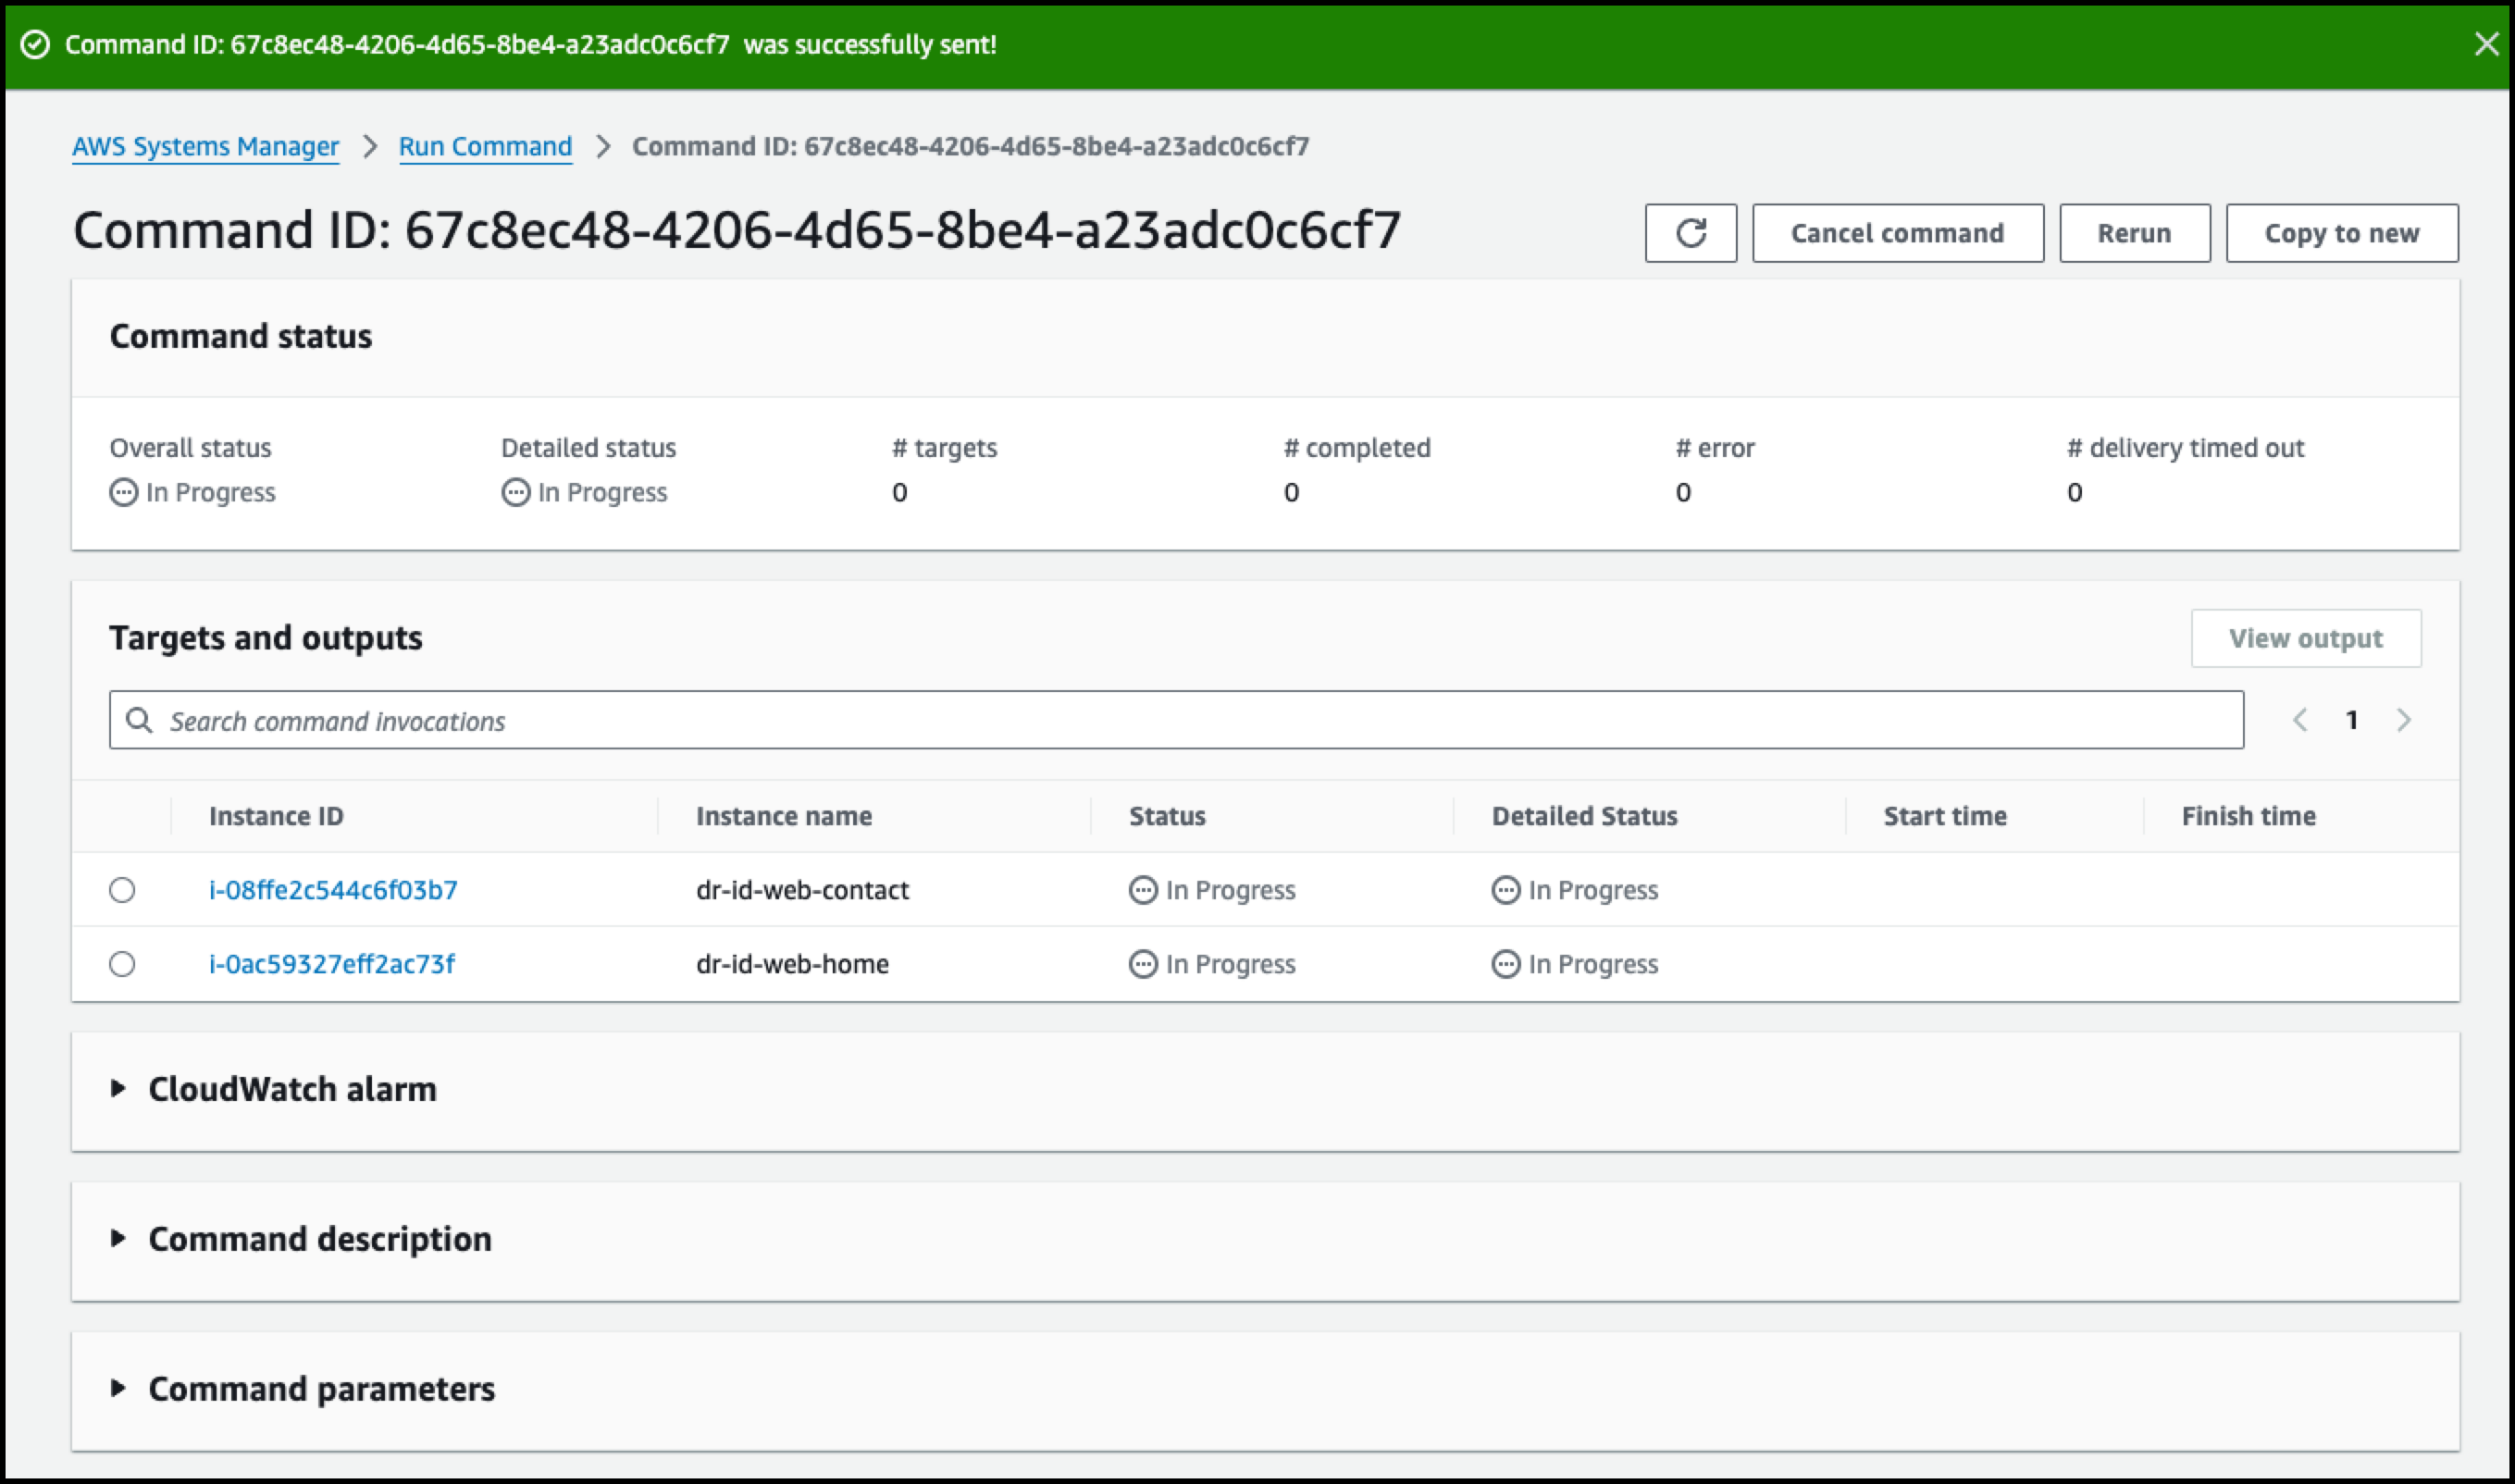 Command ID: 67c8ec48-4206-4d65-8be4-a23adc0c6cf7 was successfully sent!
AWS Systems Manager > Run Command > Command ID: 67c8ec48-4206-4d65-8be4-a23adc0c6cf7
Command ID: 67c8ec48-4206-4d65-8be4-a23adc0c6cf7 Cancel command Rerun Copy to new
Command status
Overall status Detailed status # targets # completed # error # delivery timed out
In Progress In Progress 0 0 0 0
Targets and outputs View output
Search command invocations 1
Instance ID Instance name Status Detailed Status Start time Finish time
i-08ffe2c544c6f03b7 dr-id-web-contact In Progress In Progress
i-0ac59327eff2ac73f dr-id-web-home In Progress In Progress
CloudWatch alarm
Command description
Command parameters